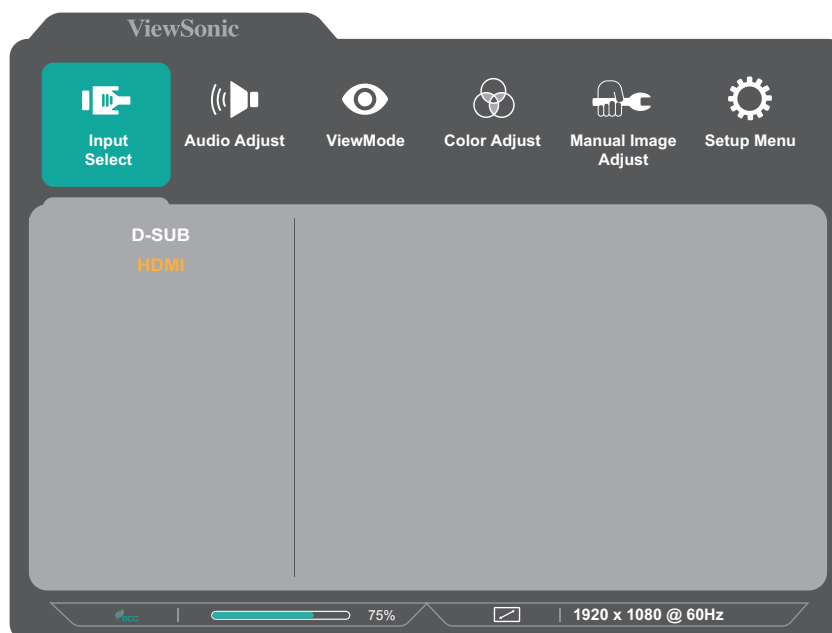 ViewSonic
Input
Select
Audio Adjust
ViewMode
Color Adjust
Manual Image
Adjust
Setup Menu
D-SUB
HDMI
eco
75%
1920 x 1080 @ 60Hz